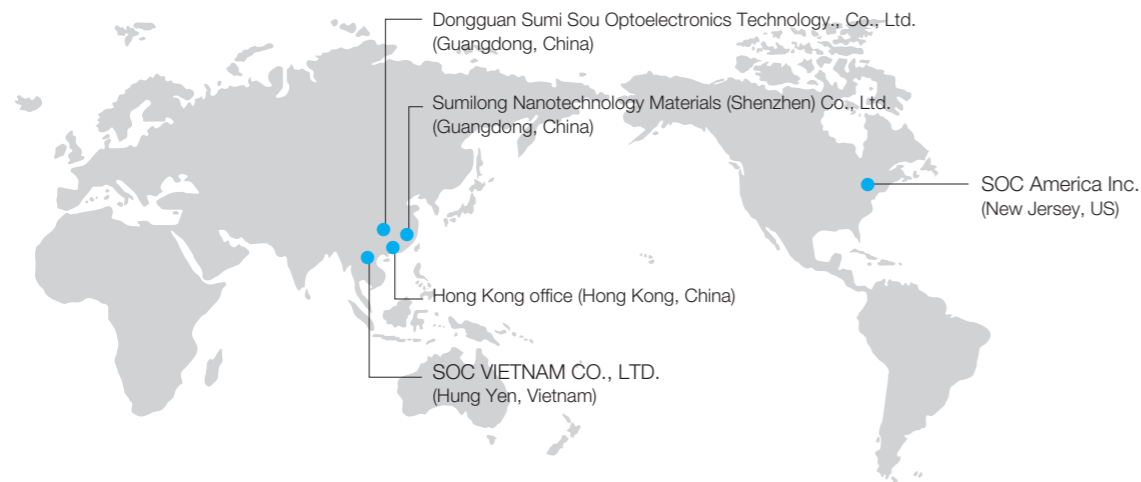 Dongguan Sumi Sou Optoelectronics Technology., Co., Ltd.
(Guangdong, China)
Sumilong Nanotechnology Materials (Shenzhen) Co., Ltd.
(Guangdong, China)
SOC America Inc.
(New Jersey, US)
Hong Kong office (Hong Kong, China)
SOC VIETNAM CO., LTD.
(Hung Yen, Vietnam)